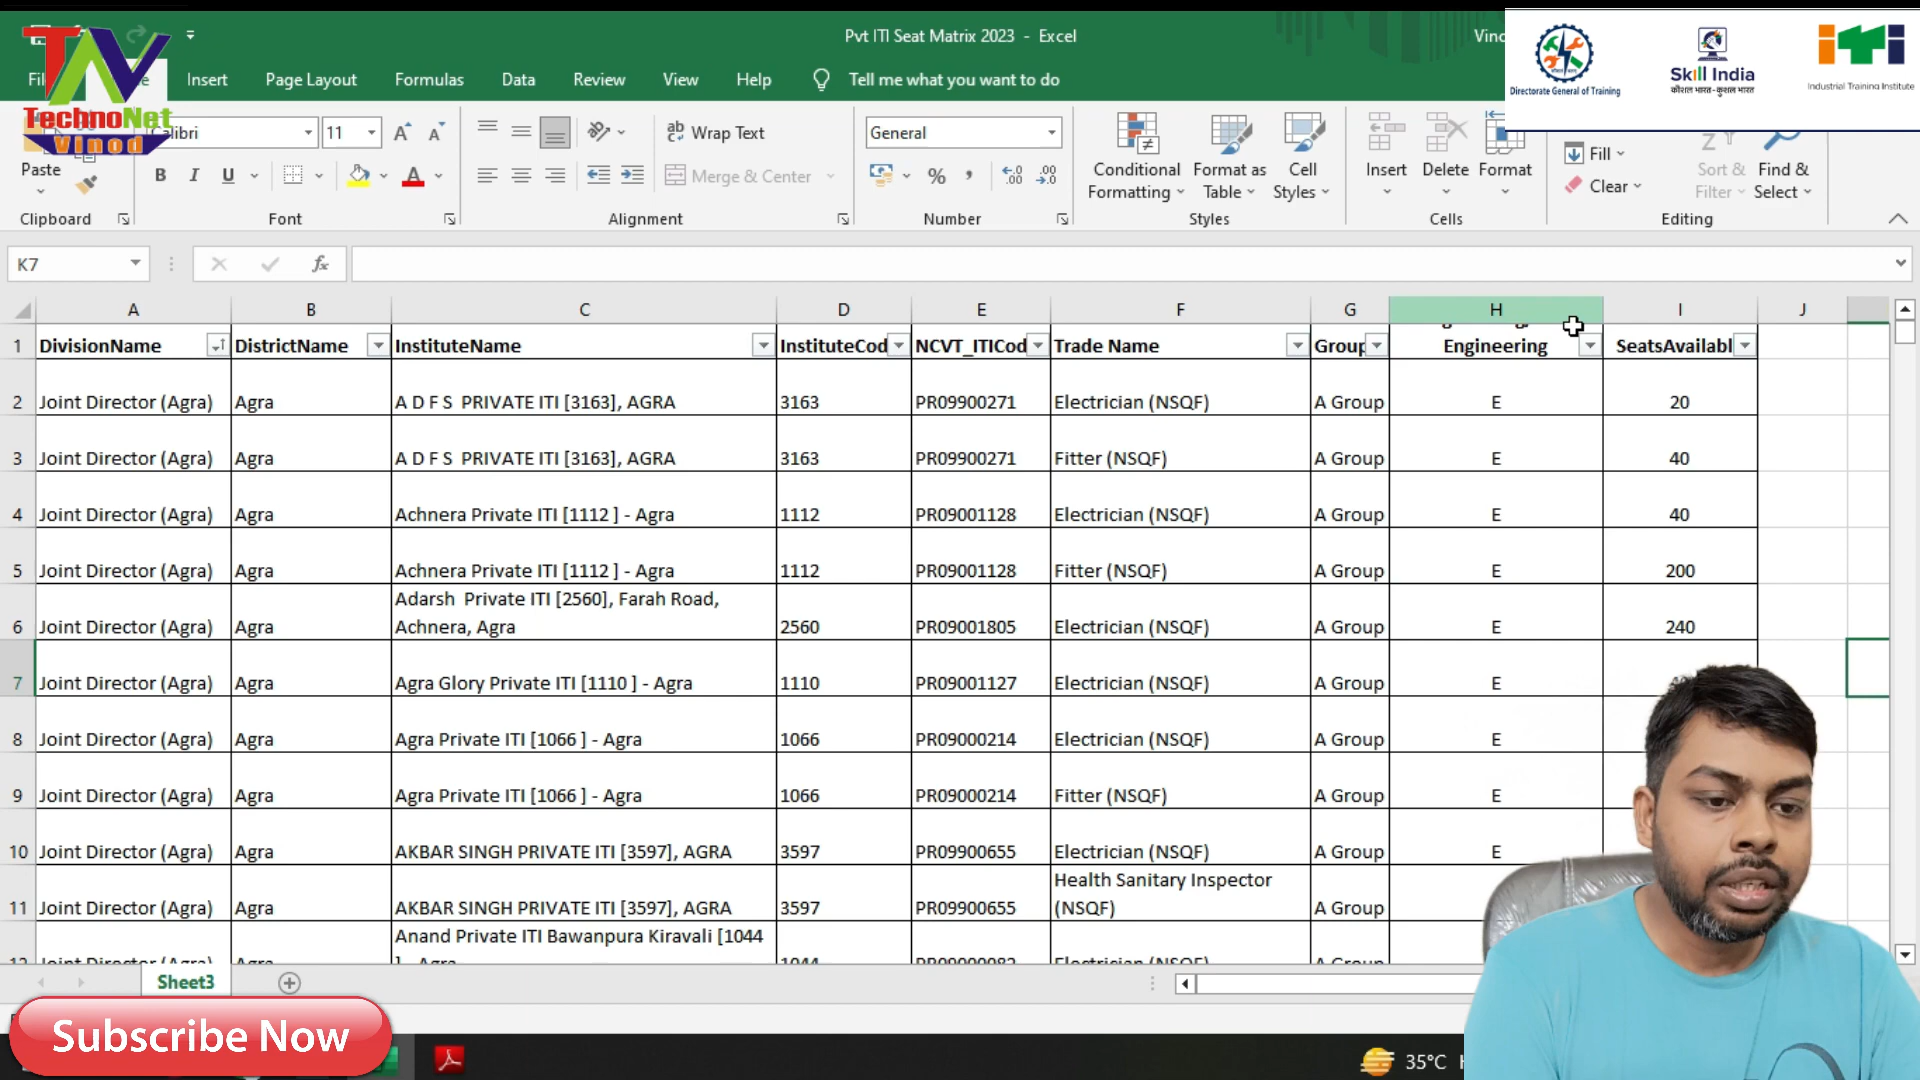 Pvt ITI Seat Matrix 2023 - Excel
TechnoNet
Vinod
Directorate General of Training
Skill India
कौशल भारत-कुशल भारत
iTi
Industrial Training Institute
Insert Page Layout Formulas Data Review View Help Tell me what you want to do
Paste
Clipboard
Calibri 11
B I U
Font
Wrap Text
Merge & Center
Alignment
General
Number
Conditional Formatting
Format as Table
Cell Styles
Styles
Insert Delete Format
Cells
Fill
Clear
Sort & Filter
Find & Select
Editing
K7
fx
A B C D E F G H I J
1 DivisionName DistrictName InstituteName InstituteCod NCVT_ITICod Trade Name Group Engineering SeatsAvailabl
2 Joint Director (Agra) Agra A D F S PRIVATE ITI [3163], AGRA 3163 PR09900271 Electrician (NSQF) A Group E 20
3 Joint Director (Agra) Agra A D F S PRIVATE ITI [3163], AGRA 3163 PR09900271 Fitter (NSQF) A Group E 40
4 Joint Director (Agra) Agra Achnera Private ITI [1112 ] - Agra 1112 PR09001128 Electrician (NSQF) A Group E 40
5 Joint Director (Agra) Agra Achnera Private ITI [1112 ] - Agra 1112 PR09001128 Fitter (NSQF) A Group E 200
Adarsh Private ITI [2560], Farah Road,
6 Joint Director (Agra) Agra Achnera, Agra 2560 PR09001805 Electrician (NSQF) A Group E 240
7 Joint Director (Agra) Agra Agra Glory Private ITI [1110 ] - Agra 1110 PR09001127 Electrician (NSQF) A Group E
8 Joint Director (Agra) Agra Agra Private ITI [1066 ] - Agra 1066 PR09000214 Electrician (NSQF) A Group E
9 Joint Director (Agra) Agra Agra Private ITI [1066 ] - Agra 1066 PR09000214 Fitter (NSQF) A Group E
10 Joint Director (Agra) Agra AKBAR SINGH PRIVATE ITI [3597], AGRA 3597 PR09900655 Electrician (NSQF) A Group E
Health Sanitary Inspector
11 Joint Director (Agra) Agra AKBAR SINGH PRIVATE ITI [3597], AGRA 3597 PR09900655 (NSQF) A Group
Anand Private ITI Bawanpura Kiravali [1044
Sheet3
Subscribe Now
35°C